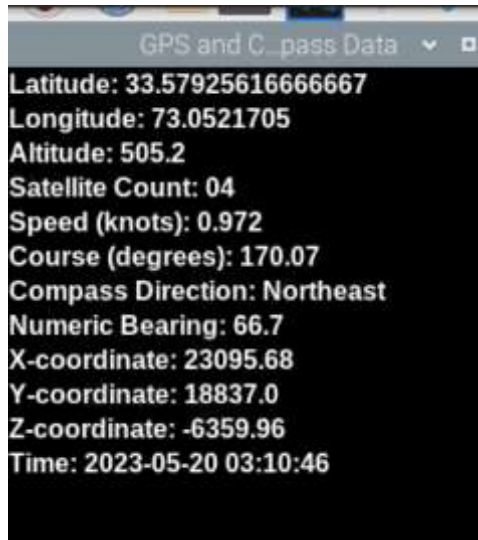 GPS and C...pass Data
Latitude: 33.57925616666667
Longitude: 73.0521705
Altitude: 505.2
Satellite Count: 04
Speed (knots): 0.972
Course (degrees): 170.07
Compass Direction: Northeast
Numeric Bearing: 66.7
X-coordinate: 23095.68
Y-coordinate: 18837.0
Z-coordinate: -6359.96
Time: 2023-05-20 03:10:46